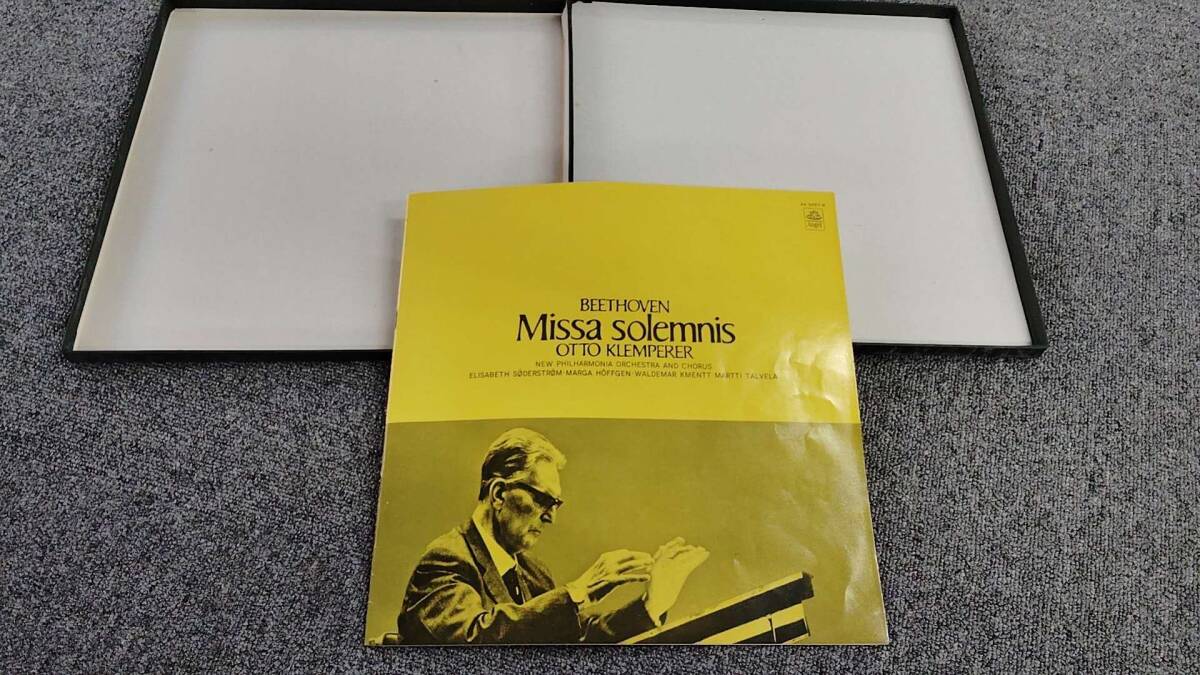 Angel
BEETHOVEN
Missa solemnis
OTTO KLEMPERER
NEW PHILHARMONIA ORCHESTRA AND CHORUS
ELISABETH SØDERSTRØM·MARGA HÖFFGEN·WALDEMAR KMENTT·MARTTI TALVELA